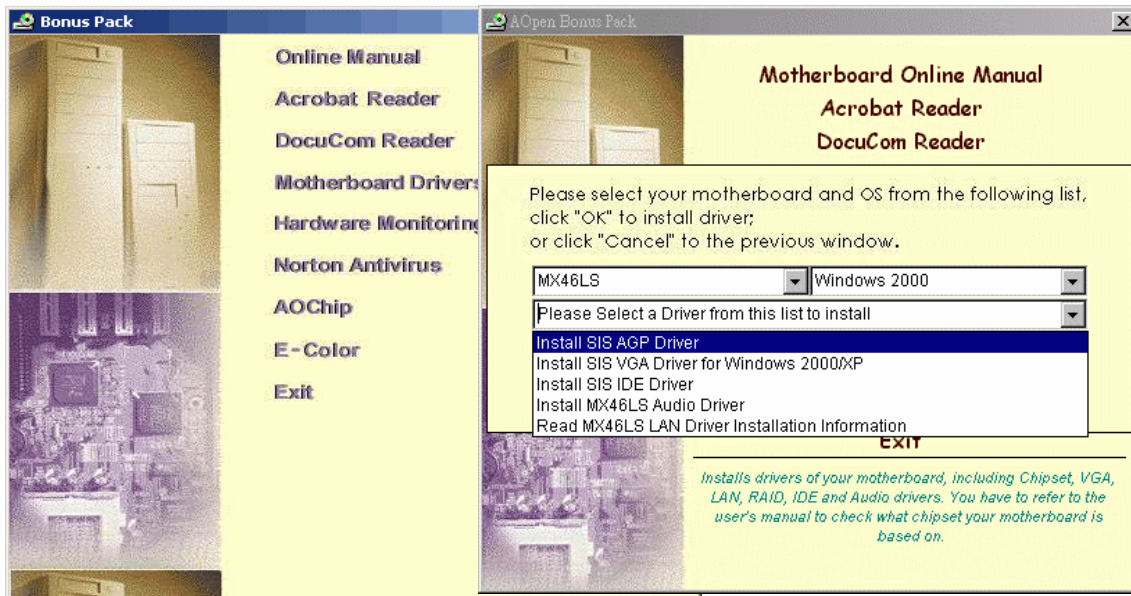 Bonus Pack
Online Manual
Acrobat Reader
DocuCom Reader
Motherboard Drivers
Hardware Monitoring
Norton Antivirus
AOChip
E-Color
Exit
AOpen Bonus Pack
Motherboard Online Manual
Acrobat Reader
DocuCom Reader
Please select your motherboard and OS from the following list,
click "OK" to install driver;
or click "Cancel" to the previous window.
MX46LS
Windows 2000
Please Select a Driver from this list to install
Install SIS AGP Driver
Install SIS VGA Driver for Windows 2000/XP
Install SIS IDE Driver
Install MX46LS Audio Driver
Read MX46LS LAN Driver Installation Information
Exit
Installs drivers of your motherboard, including Chipset, VGA,
LAN, RAID, IDE and Audio drivers. You have to refer to the
user's manual to check what chipset your motherboard is
based on.